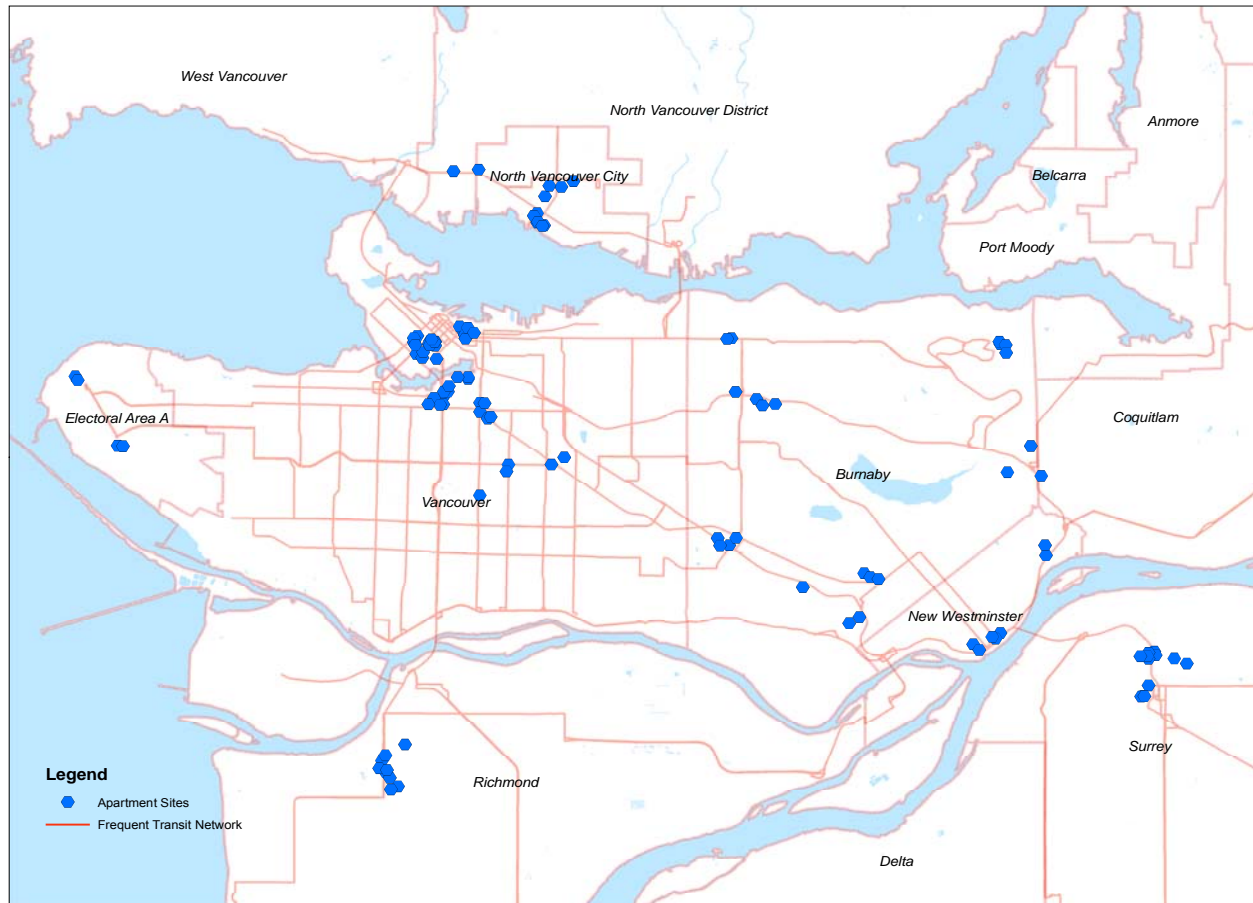 West Vancouver
North Vancouver District
Anmore
North Vancouver City
Belcarra
Port Moody
Electoral Area A
Coquitlam
Burnaby
Vancouver
New Westminster
Surrey
Legend
Richmond
Apartment Sites
Frequent Transit Network
Delta